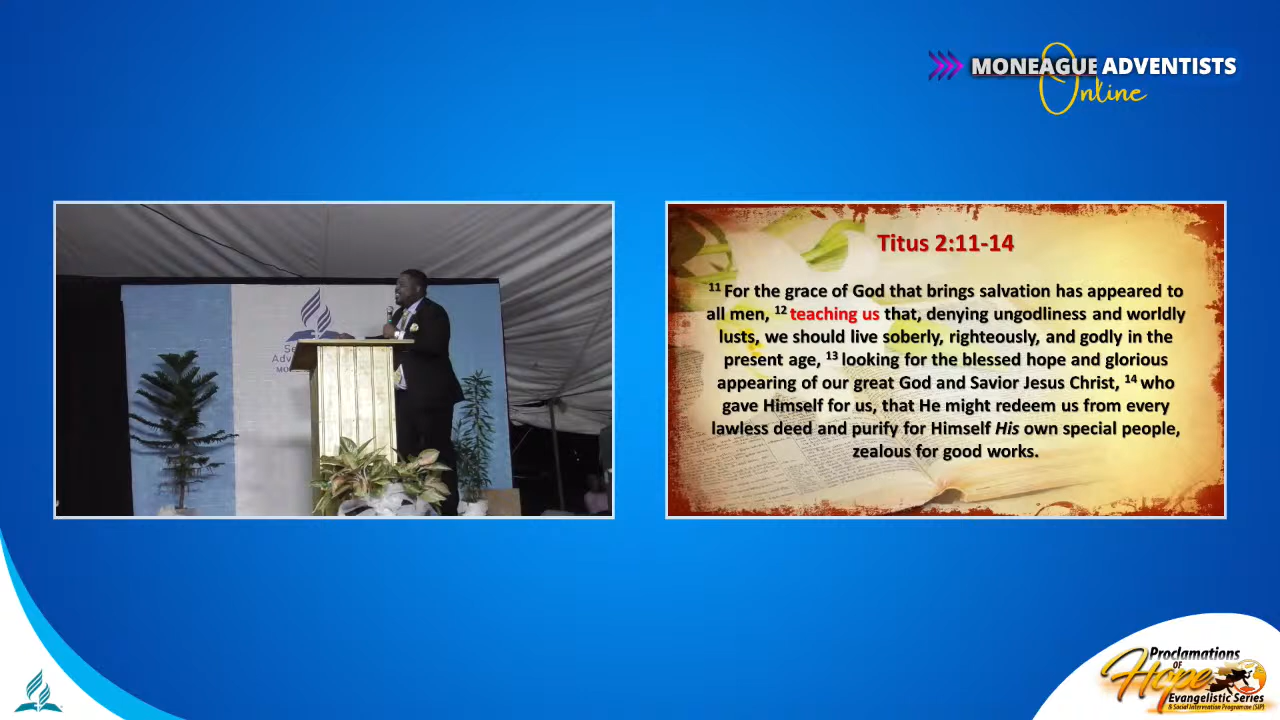 MONEAGUE ADVENTISTS
Online
Titus 2:11-14
11 For the grace of God that brings salvation has appeared to
all men, 12 teaching us that, denying ungodliness and worldly
lusts, we should live soberly, righteously, and godly in the
present age, 13 looking for the blessed hope and glorious
appearing of our great God and Savior Jesus Christ, 14 who
gave Himself for us, that He might redeem us from every
lawless deed and purify for Himself His own special people,
zealous for good works.
Proclamations
OF
Hope
Evangelistic Series
& Social Intervention Programme (SIP)